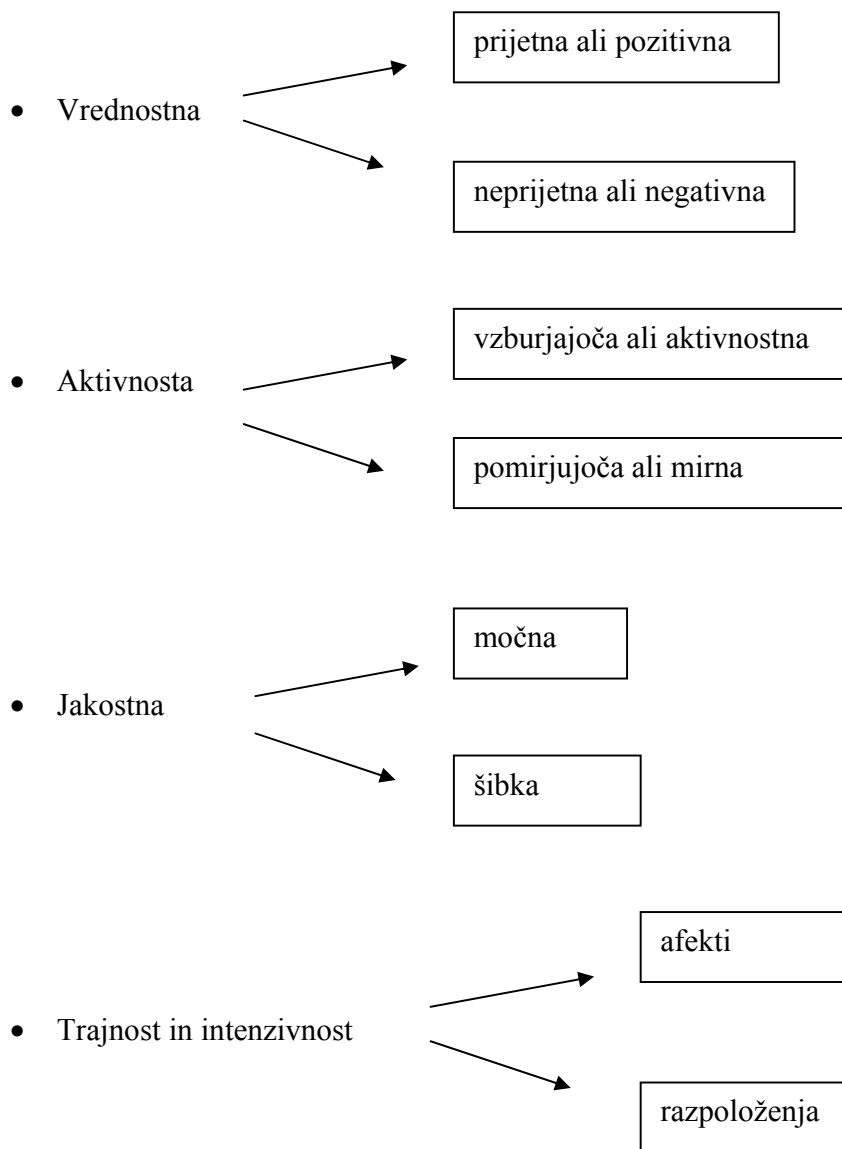 prijetna ali pozitivna
• Vrednostna
neprijetna ali negativna
vzburjajoča ali aktivnostna
• Aktivnosta
pomirjujoča ali mirna
močna
• Jakostna
šibka
afekti
• Trajnost in intenzivnost
razpoloženja